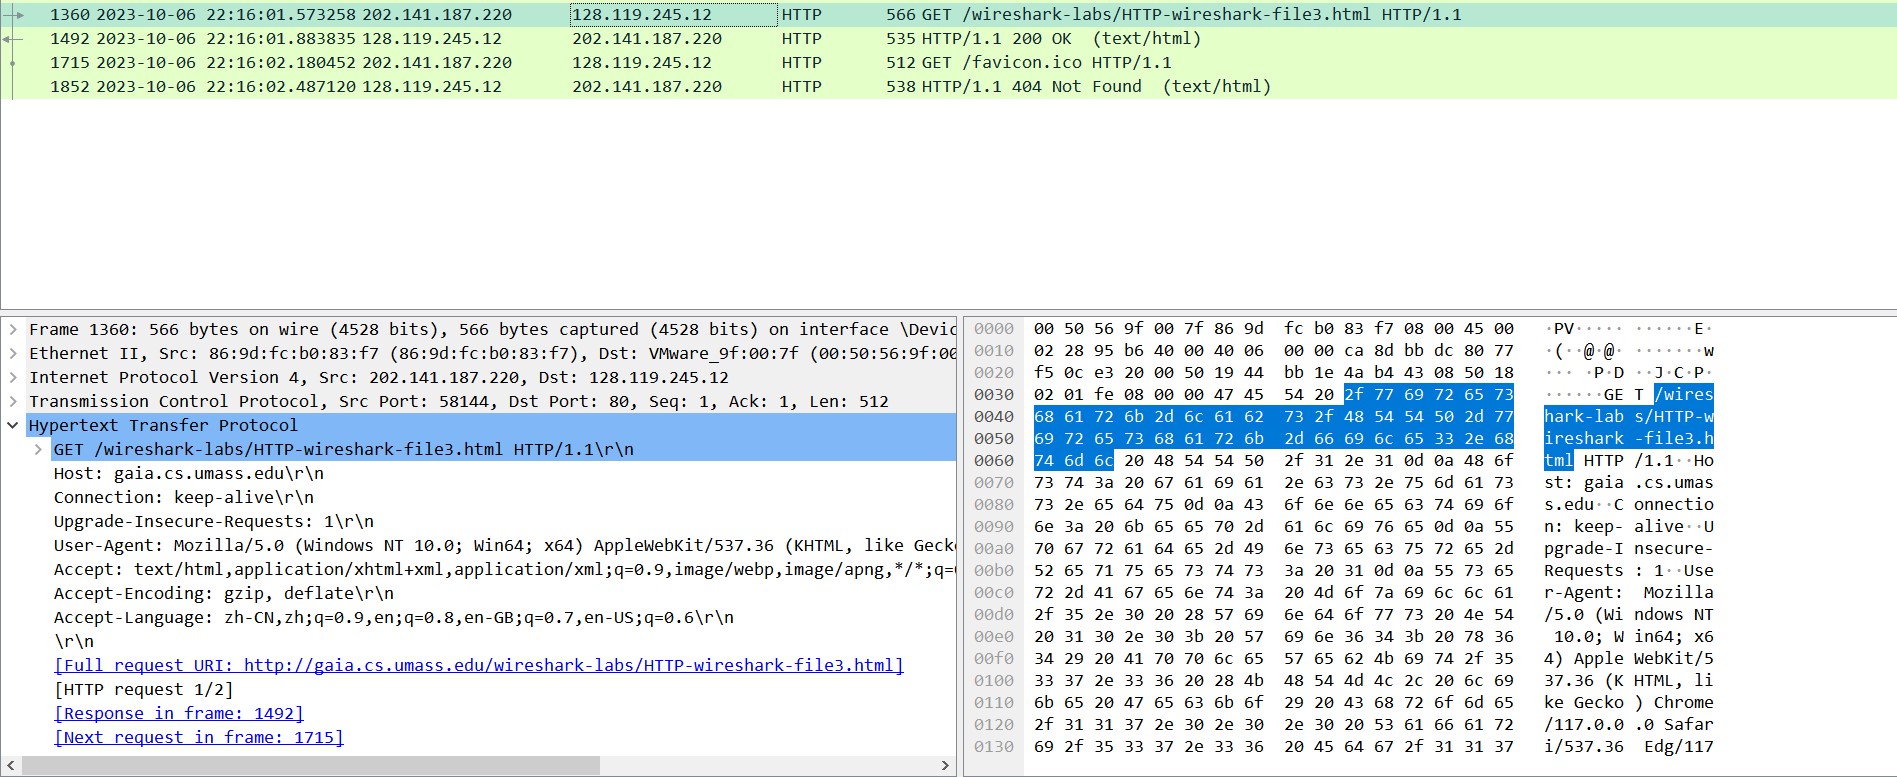 1360 2023-10-06 22:16:01.573258 202.141.187.220 128.119.245.12 HTTP 566 GET /wireshark-labs/HTTP-wireshark-file3.html HTTP/1.1
1492 2023-10-06 22:16:01.883835 128.119.245.12 202.141.187.220 HTTP 535 HTTP/1.1 200 OK (text/html)
1715 2023-10-06 22:16:02.180452 202.141.187.220 128.119.245.12 HTTP 512 GET /favicon.ico HTTP/1.1
1852 2023-10-06 22:16:02.487120 128.119.245.12 202.141.187.220 HTTP 538 HTTP/1.1 404 Not Found (text/html)
Frame 1360: 566 bytes on wire (4528 bits), 566 bytes captured (4528 bits) on interface \Devic
Ethernet II, Src: 86:9d:fc:b0:83:f7 (86:9d:fc:b0:83:f7), Dst: VMware_9f:00:7f (00:50:56:9f:00
Internet Protocol Version 4, Src: 202.141.187.220, Dst: 128.119.245.12
Transmission Control Protocol, Src Port: 58144, Dst Port: 80, Seq: 1, Ack: 1, Len: 512
Hypertext Transfer Protocol
GET /wireshark-labs/HTTP-wireshark-file3.html HTTP/1.1\r\n
Host: gaia.cs.umass.edu\r\n
Connection: keep-alive\r\n
Upgrade-Insecure-Requests: 1\r\n
User-Agent: Mozilla/5.0 (Windows NT 10.0; Win64; x64) AppleWebKit/537.36 (KHTML, like Gecko
Accept: text/html,application/xhtml+xml,application/xml;q=0.9,image/webp,image/apng,*/*;q=
Accept-Encoding: gzip, deflate\r\n
Accept-Language: zh-CN,zh;q=0.9,en;q=0.8,en-GB;q=0.7,en-US;q=0.6\r\n
\r\n
[Full request URI: http://gaia.cs.umass.edu/wireshark-labs/HTTP-wireshark-file3.html]
[HTTP request 1/2]
[Response in frame: 1492]
[Next request in frame: 1715]
0000 00 50 56 9f 00 7f 86 9d fc b0 83 f7 08 00 45 00 ·PV····· ······E·
0010 02 28 95 b6 40 00 40 06 00 00 ca 8d bb dc 80 77 ·(··@·@· ·······w
0020 f5 0c e3 20 00 50 19 44 bb 1e 4a b4 43 08 50 18 ··· ·P·D ··J·C·P·
0030 02 01 fe 08 00 00 47 45 54 20 2f 77 69 72 65 73 ······GE T /wires
0040 68 61 72 6b 2d 6c 61 62 73 2f 48 54 54 50 2d 77 hark-lab s/HTTP-w
0050 69 72 65 73 68 61 72 6b 2d 66 69 6c 65 33 2e 68 ireshark -file3.h
0060 74 6d 6c 20 48 54 54 50 2f 31 2e 31 0d 0a 48 6f tml HTTP /1.1··Ho
0070 73 74 3a 20 67 61 69 61 2e 63 73 2e 75 6d 61 73 st: gaia .cs.umas
0080 73 2e 65 64 75 0d 0a 43 6f 6e 6e 65 63 74 69 6f s.edu··C onnectio
0090 6e 3a 20 6b 65 65 70 2d 61 6c 69 76 65 0d 0a 55 n: keep- alive··U
00a0 70 67 72 61 64 65 2d 49 6e 73 65 63 75 72 65 2d pgrade-I nsecure-
00b0 52 65 71 75 65 73 74 73 3a 20 31 0d 0a 55 73 65 Requests : 1··Use
00c0 72 2d 41 67 65 6e 74 3a 20 4d 6f 7a 69 6c 6c 61 r-Agent: Mozilla
00d0 2f 35 2e 30 20 28 57 69 6e 64 6f 77 73 20 4e 54 /5.0 (Wi ndows NT
00e0 20 31 30 2e 30 3b 20 57 69 6e 36 34 3b 20 78 36 10.0; W in64; x6
00f0 34 29 20 41 70 70 6c 65 57 65 62 4b 69 74 2f 35 4) Apple WebKit/5
0100 33 37 2e 33 36 20 28 4b 48 54 4d 4c 2c 20 6c 69 37.36 (K HTML, li
0110 6b 65 20 47 65 63 6b 6f 29 20 43 68 72 6f 6d 65 ke Gecko ) Chrome
0120 2f 31 31 37 2e 30 2e 30 2e 30 20 53 61 66 61 72 /117.0.0 .0 Safar
0130 69 2f 35 33 37 2e 33 36 20 45 64 67 2f 31 31 37 i/537.36 Edg/117